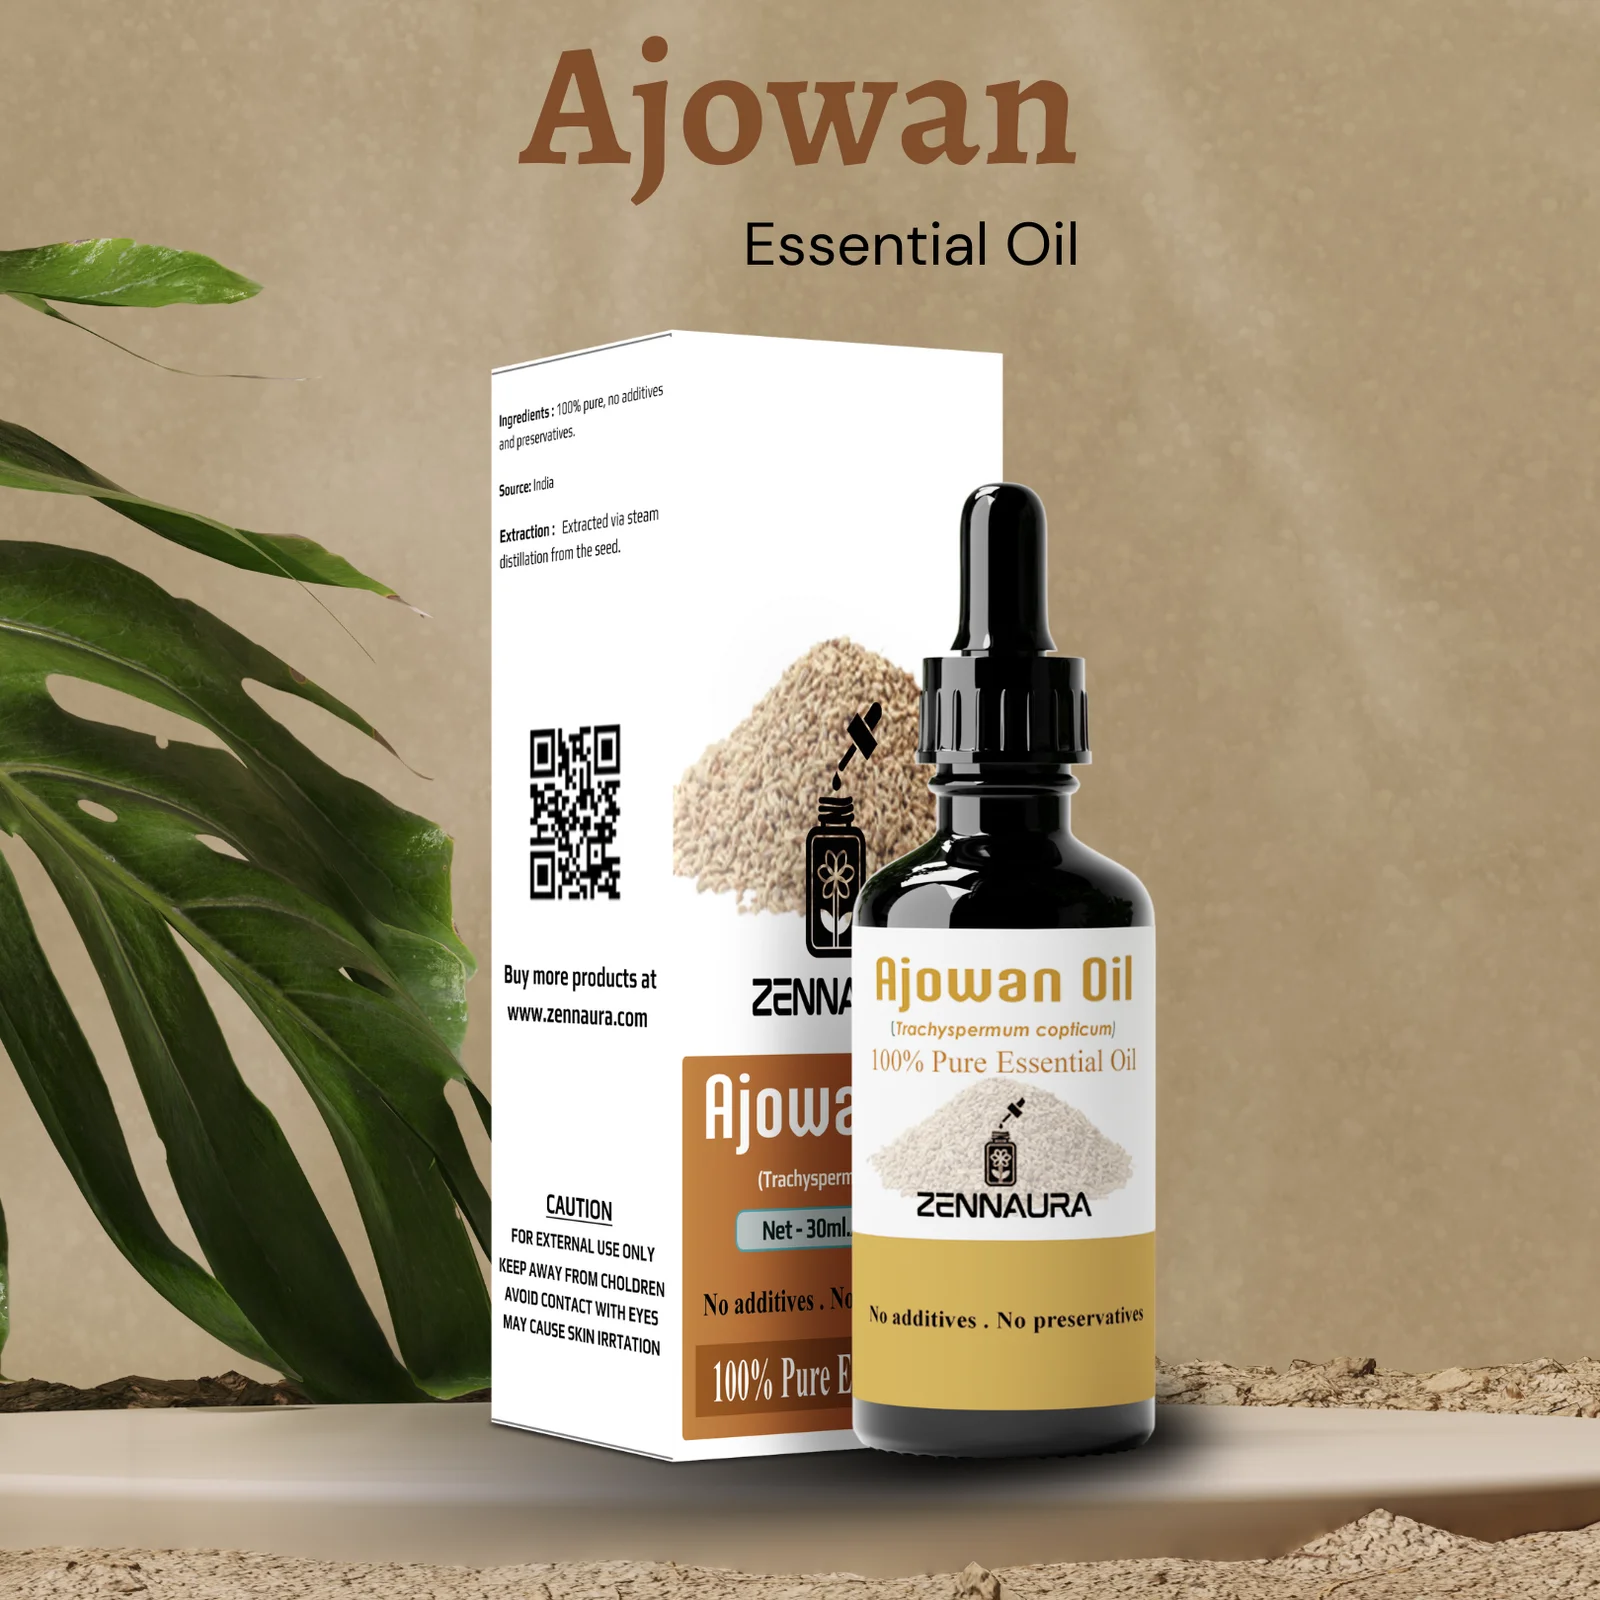 Ajowan
Essential Oil
Ingredients : 100% pure, no additives
and preservatives.
Source: India
Extraction : Extracted via steam
distillation from the seed.
Buy more products at
www.zennaura.com
CAUTION
FOR EXTERNAL USE ONLY
KEEP AWAY FROM CHOLDREN
AVOID CONTACT WITH EYES
MAY CAUSE SKIN IRRTATION
ZENNA
Ajowa
(Trachysperm
Net - 30ml.
No additives . No
100% Pure E
Ajowan Oil
(Trachyspermum copticum)
100% Pure Essential Oil
ZENNAURA
No additives . No preservatives